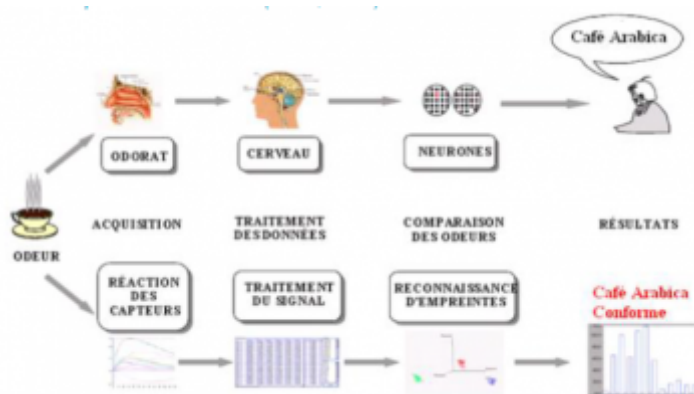 Café Arabica
ODORAT
CERVEAU
NEURONES
ACQUISITION
TRAITEMENT
DES DONNÉES
COMPARAISON
DES ODEURS
RÉSULTATS
ODEUR
RÉACTION
DES
CAPTEURS
TRAITEMENT
DU SIGNAL
RECONNAISSANCE
D'EMPREINTES
Café Arabica
Conforme